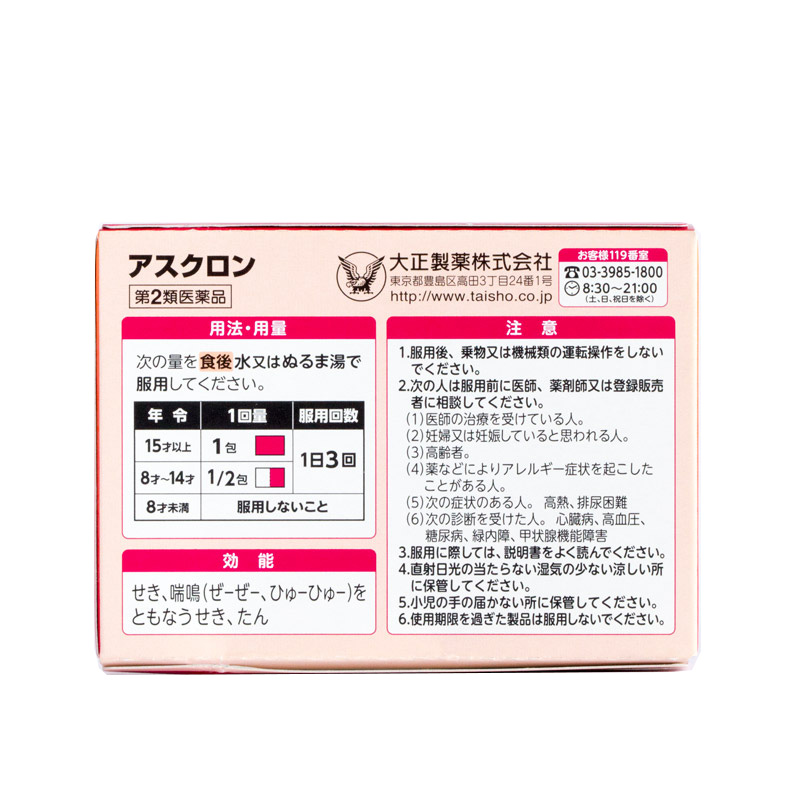 アスクロン
第2類医薬品
大正製薬株式会社
東京都豊島区高田3丁目24番1号
http://www.taisho.co.jp
お客様119番室
03-3985-1800
8:30~21:00
(土、日、祝日を除く)
用法・用量
次の量を食後水又はぬるま湯で
服用してください。
年令 1回量 服用回数
15才以上 1包 1日3回
8才~14才 1/2包
8才未満 服用しないこと
効能
せき、喘鳴(ぜーぜー、ひゅーひゅー)を
ともなうせき、たん
注意
1.服用後、乗物又は機械類の運転操作をしない
でください。
2.次の人は服用前に医師、薬剤師又は登録販売
者に相談してください。
(1)医師の治療を受けている人。
(2)妊婦又は妊娠していると思われる人。
(3)高齢者。
(4)薬などによりアレルギー症状を起こした
ことがある人。
(5)次の症状のある人。 高熱、排尿困難
(6)次の診断を受けた人。 心臓病、高血圧、
糖尿病、緑内障、甲状腺機能障害
3.服用に際しては、説明書をよく読んでください。
4.直射日光の当たらない湿気の少ない涼しい所
に保管してください。
5.小児の手の届かない所に保管してください。
6.使用期限を過ぎた製品は服用しないでください。